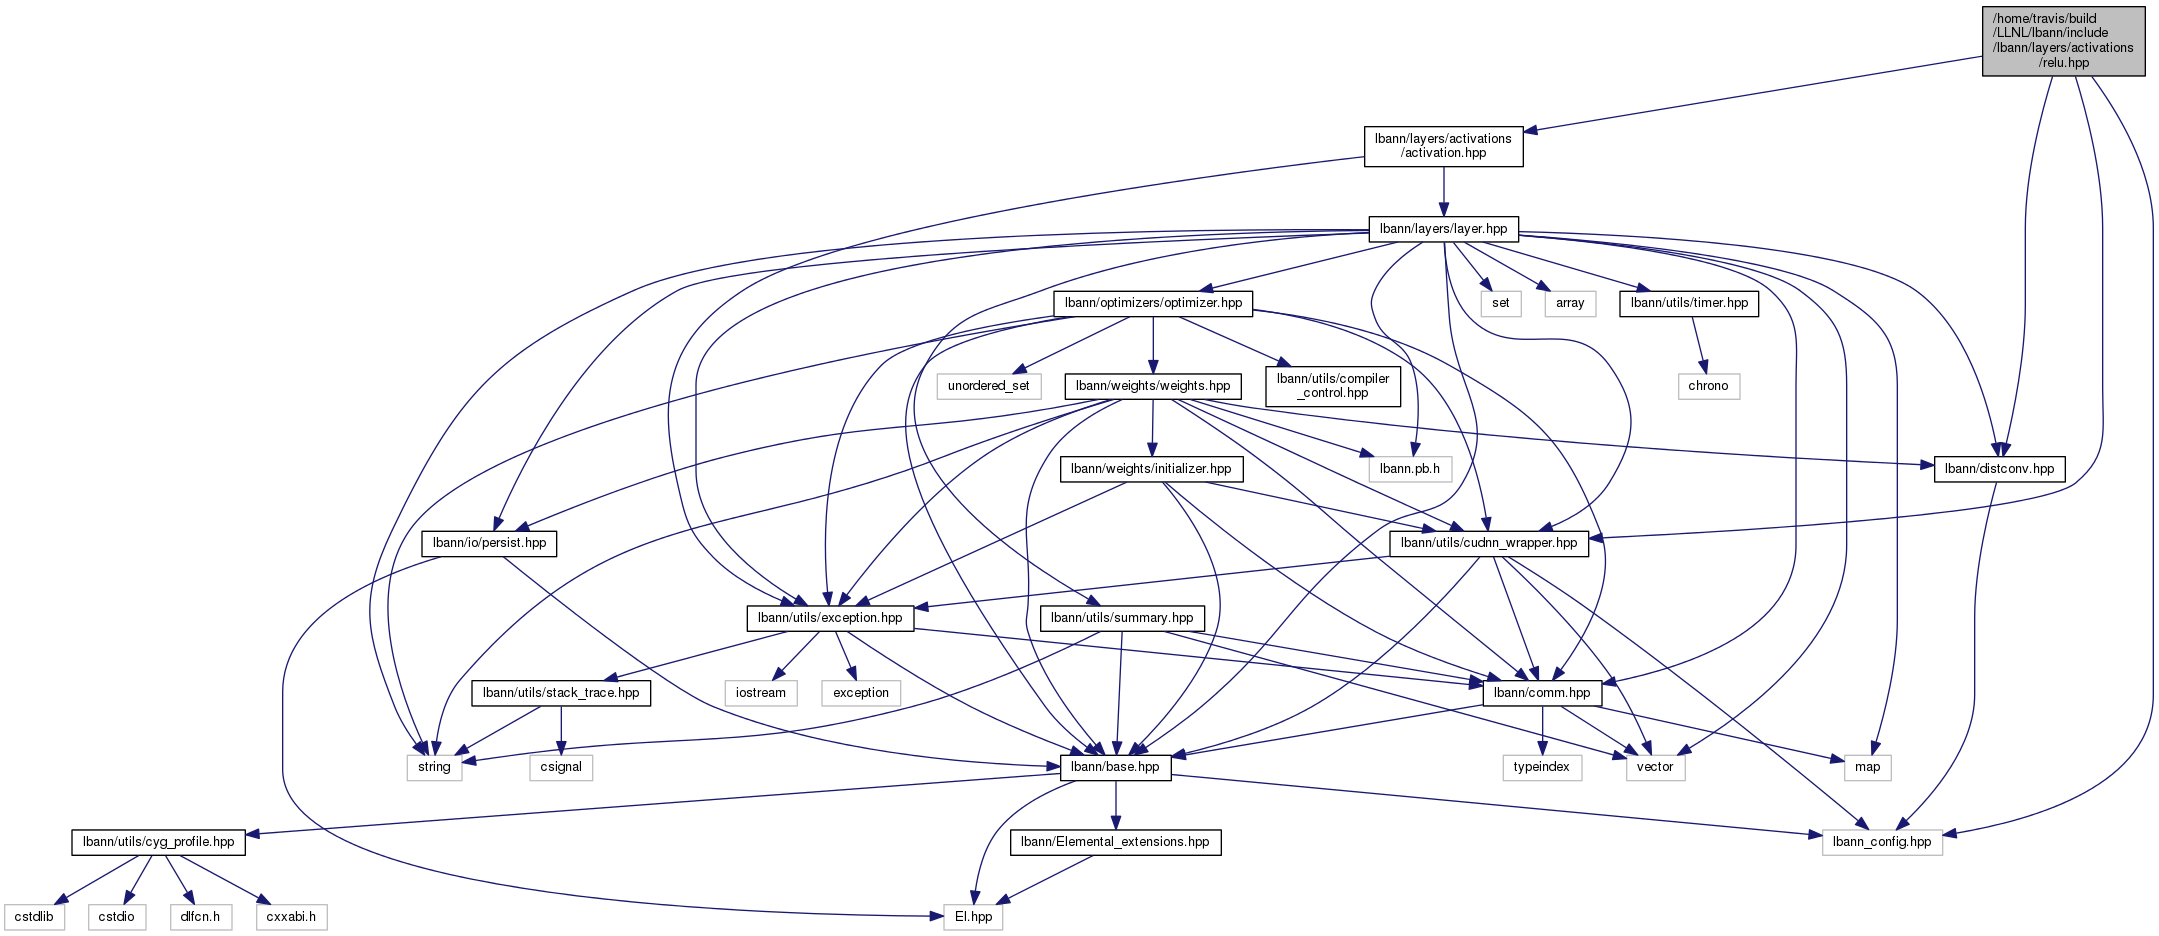 /home/travis/build
/LLNL/lbann/include
/lbann/layers/activations
/relu.hpp
lbann/layers/activations
/activation.hpp
lbann/layers/layer.hpp
lbann/optimizers/optimizer.hpp
set
array
lbann/utils/timer.hpp
unordered_set
lbann/weights/weights.hpp
lbann/utils/compiler
_control.hpp
chrono
lbann/weights/initializer.hpp
lbann.pb.h
lbann/distconv.hpp
lbann/io/persist.hpp
lbann/utils/cudnn_wrapper.hpp
lbann/utils/exception.hpp
lbann/utils/summary.hpp
lbann/utils/stack_trace.hpp
iostream
exception
lbann/comm.hpp
string
csignal
lbann/base.hpp
typeindex
vector
map
lbann/utils/cyg_profile.hpp
lbann/Elemental_extensions.hpp
lbann_config.hpp
cstdlib
cstdio
dlfcn.h
cxxabi.h
El.hpp